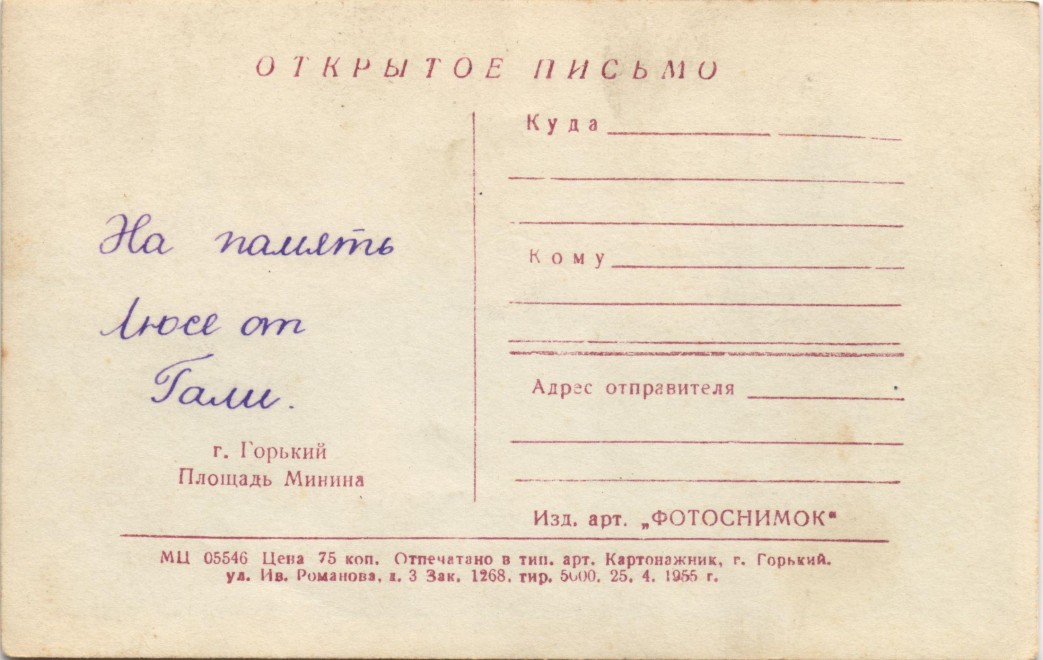 ОТКРЫТОЕ ПИСЬМО
Куда
На память
Люсе от
Гали.
г. Горький
Площадь Минина
Кому
Адрес отправителя
Изд. арт. „ФОТОСНИМОК“
МЦ 05546 Цена 75 коп. Отпечатано в тип. арт. Картонажник, г. Горький.
ул. Ив. Романова, д. 3 Зак. 1268. тир. 5000. 25. 4. 1955 г.